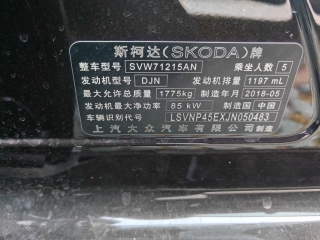 斯柯达(SKODA)牌
整车型号 SVW71215AN 乘坐人数 5
发动机型号 DJN 发动机排量 1197 mL
最大允许总质量 1775kg 制造年月 2018-05
发动机最大净功率 85 kW 制造国 中国
车辆识别代号 LSVNP45EXJN050483
上汽大众汽车有限公司 制造